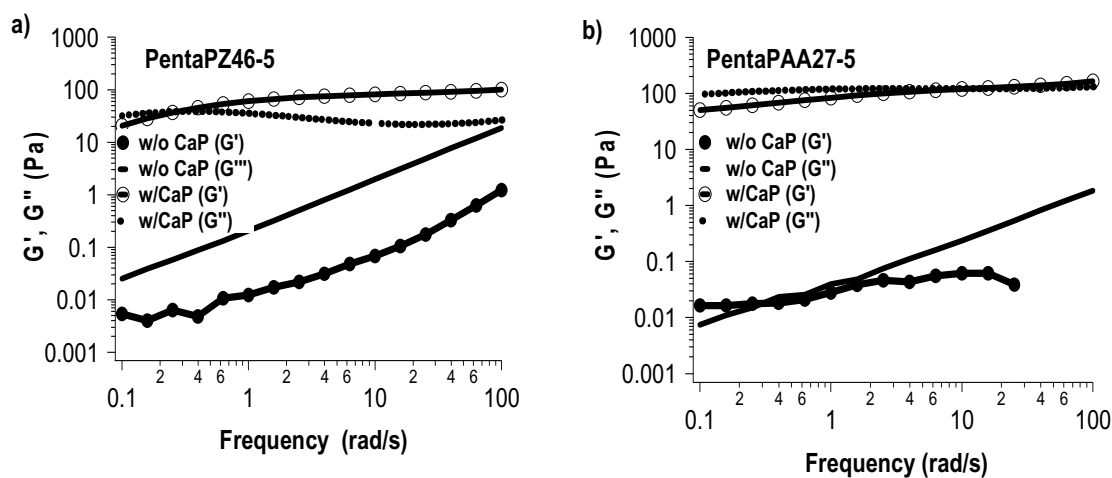 a)
PentaPZ46-5
1000
100
10
1
0.1
0.01
0.001
G', G" (Pa)
w/o CaP (G')
w/o CaP (G'")
w/CaP (G')
w/CaP (G")
2 4 6 2 4 6 2 4 6
0.1 1 10 100
Frequency (rad/s)
b)
PentaPAA27-5
1000
100
10
1
0.1
0.01
0.001
G', G" (Pa)
w/o CaP (G')
w/o CaP (G")
w/CaP (G')
w/CaP (G")
2 4 6 2 4 6 2 4 6
0.1 1 10 100
Frequency (rad/s)